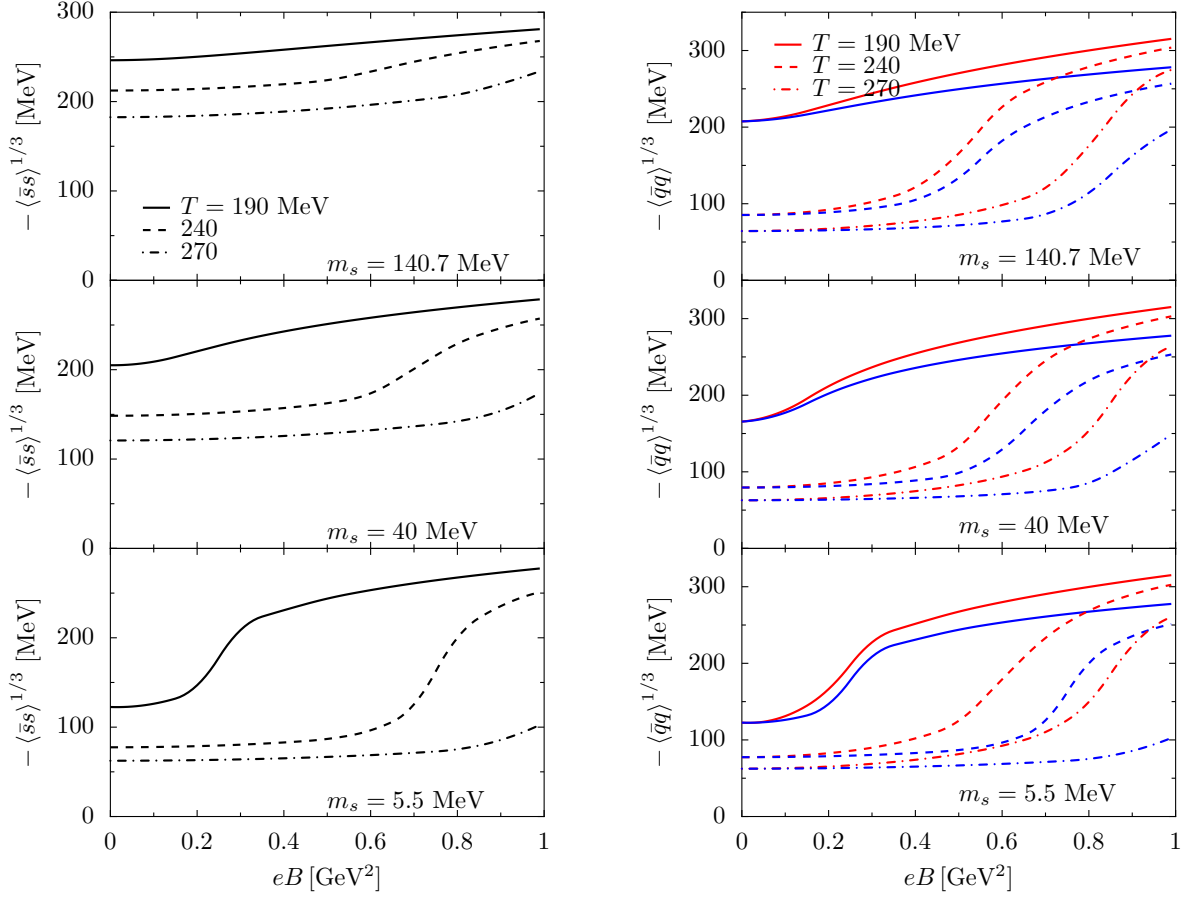 300
200
100
0
− ⟨s̄s⟩^{1/3} [MeV]
T = 190 MeV
240
270
m_s = 140.7 MeV
200
100
0
− ⟨s̄s⟩^{1/3} [MeV]
m_s = 40 MeV
200
100
0
− ⟨s̄s⟩^{1/3} [MeV]
m_s = 5.5 MeV
0 0.2 0.4 0.6 0.8 1
eB [GeV²]
300
200
100
− ⟨q̄q⟩^{1/3} [MeV]
T = 190 MeV
T = 240
T = 270
m_s = 140.7 MeV
300
200
100
0
− ⟨q̄q⟩^{1/3} [MeV]
m_s = 40 MeV
300
200
100
0
− ⟨q̄q⟩^{1/3} [MeV]
m_s = 5.5 MeV
0 0.2 0.4 0.6 0.8 1
eB [GeV²]